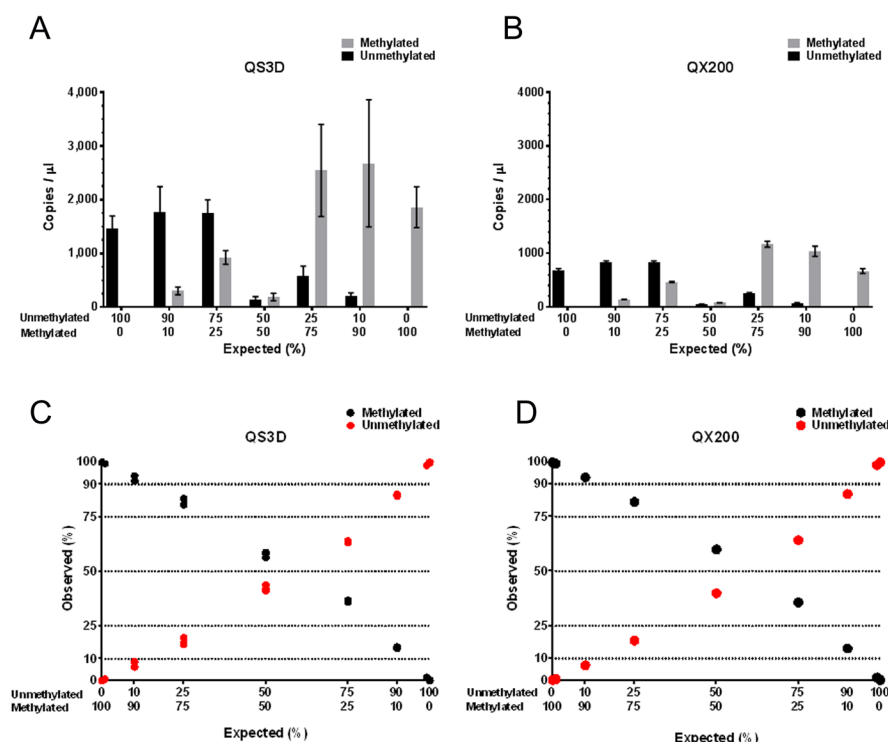 A
Methylated
Unmethylated
QS3D
Copies / µl
4,000
3,000
2,000
1,000
0
Unmethylated 100 90 75 50 25 10 0
Methylated 0 10 25 50 75 90 100
Expected (%)
B
Methylated
Unmethylated
QX200
Copies / µl
4000
3000
2000
1000
0
Unmethylated 100 90 75 50 25 10 0
Methylated 0 10 25 50 75 90 100
Expected (%)
C
Methylated
Unmethylated
QS3D
Observed (%)
100
90
75
50
25
10
0
Unmethylated 0 10 25 50 75 90 100
Methylated 100 90 75 50 25 10 0
Expected (%)
D
Methylated
Unmethylated
QX200
Observed (%)
100
90
75
50
25
10
0
Unmethylated 0 10 25 50 75 90 100
Methylated 100 90 75 50 25 10 0
Expected (%)